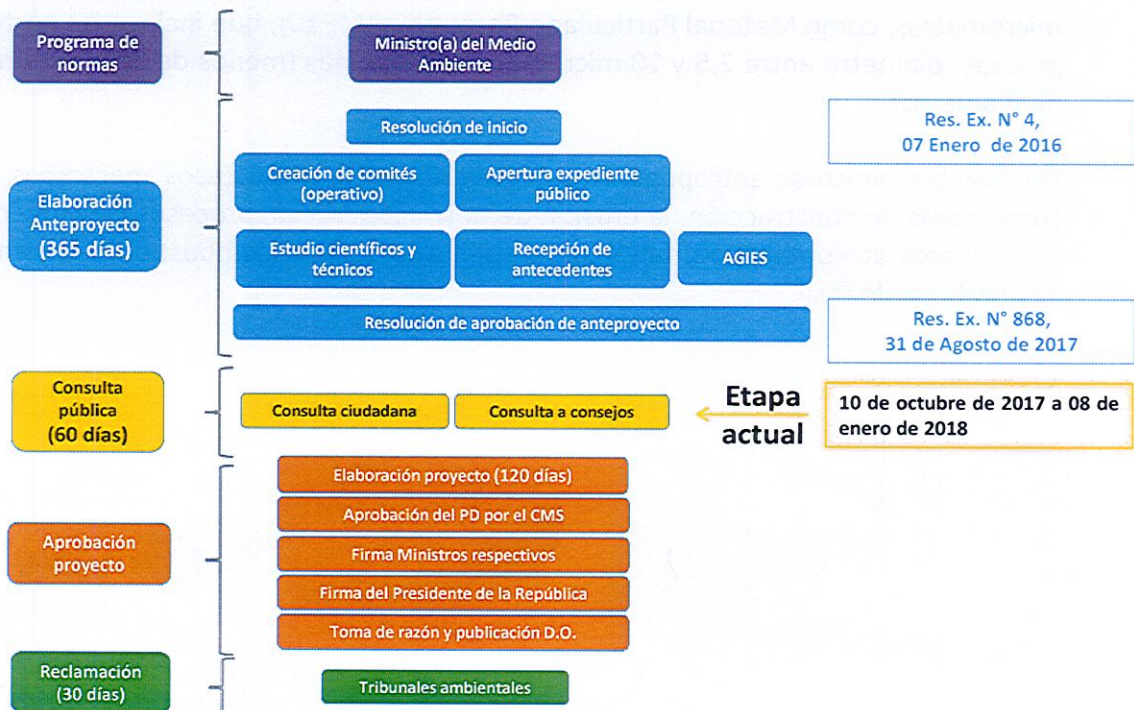 Programa de
normas
Ministro(a) del Medio
Ambiente
Elaboración
Anteproyecto
(365 días)
Resolución de Inicio
Res. Ex. N° 4,
07 Enero de 2016
Creación de comités
(operativo)
Apertura expediente
público
Estudio científicos y
técnicos
Recepción de
antecedentes
AGIES
Resolución de aprobación de anteproyecto
Res. Ex. N° 868,
31 de Agosto de 2017
Consulta
pública
(60 días)
Consulta ciudadana
Consulta a consejos
Etapa
actual
10 de octubre de 2017 a 08 de
enero de 2018
Aprobación
proyecto
Elaboración proyecto (120 días)
Aprobación del PD por el CMS
Firma Ministros respectivos
Firma del Presidente de la República
Toma de razón y publicación D.O.
Reclamación
(30 días)
Tribunales ambientales